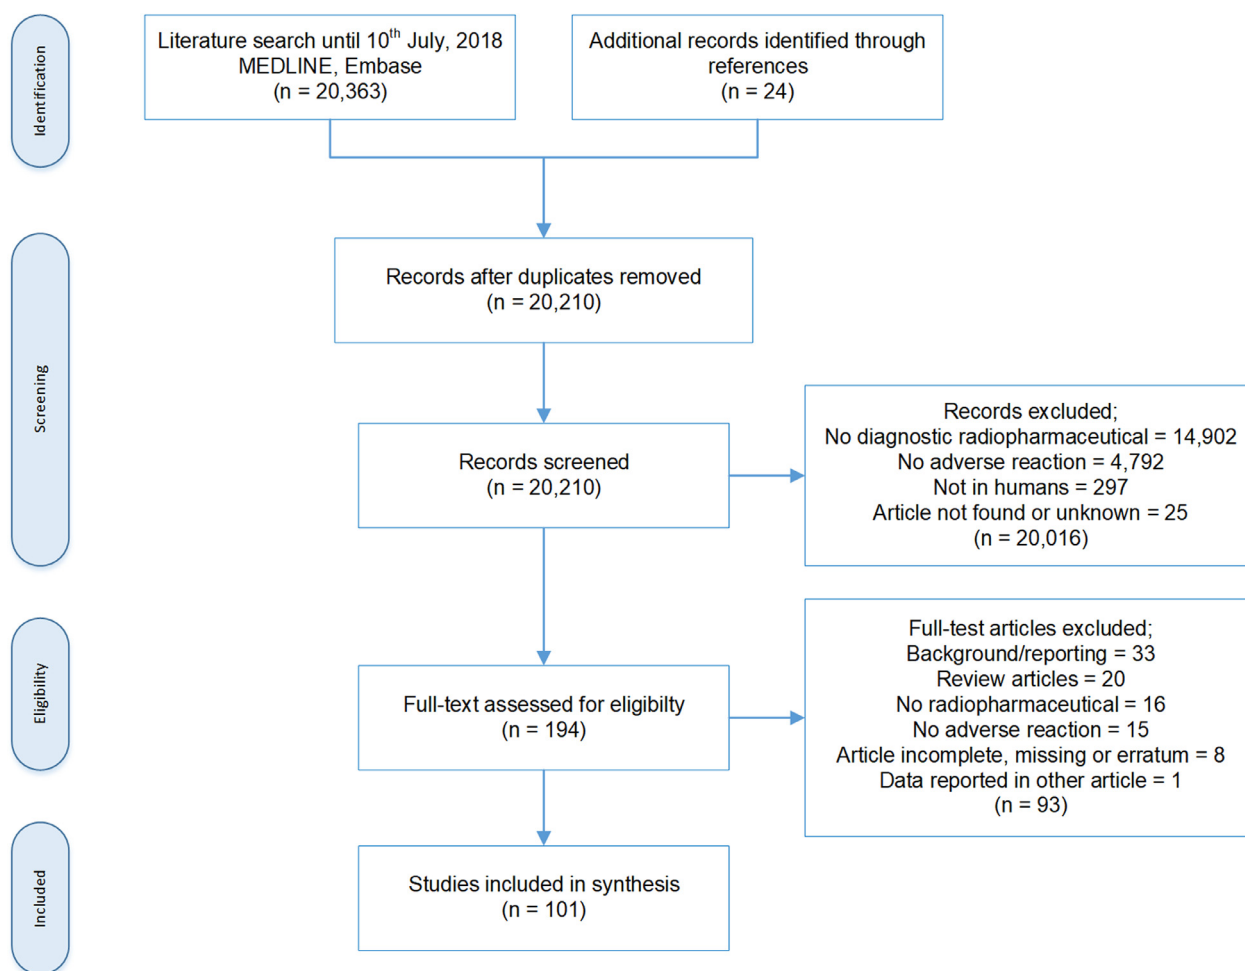 Identification
Literature search until 10th July, 2018
MEDLINE, Embase
(n = 20,363)
Additional records identified through
references
(n = 24)
Screening
Records after duplicates removed
(n = 20,210)
Records screened
(n = 20,210)
Records excluded;
No diagnostic radiopharmaceutical = 14,902
No adverse reaction = 4,792
Not in humans = 297
Article not found or unknown = 25
(n = 20,016)
Eligibility
Full-text assessed for eligibilty
(n = 194)
Full-test articles excluded;
Background/reporting = 33
Review articles = 20
No radiopharmaceutical = 16
No adverse reaction = 15
Article incomplete, missing or erratum = 8
Data reported in other article = 1
(n = 93)
Included
Studies included in synthesis
(n = 101)